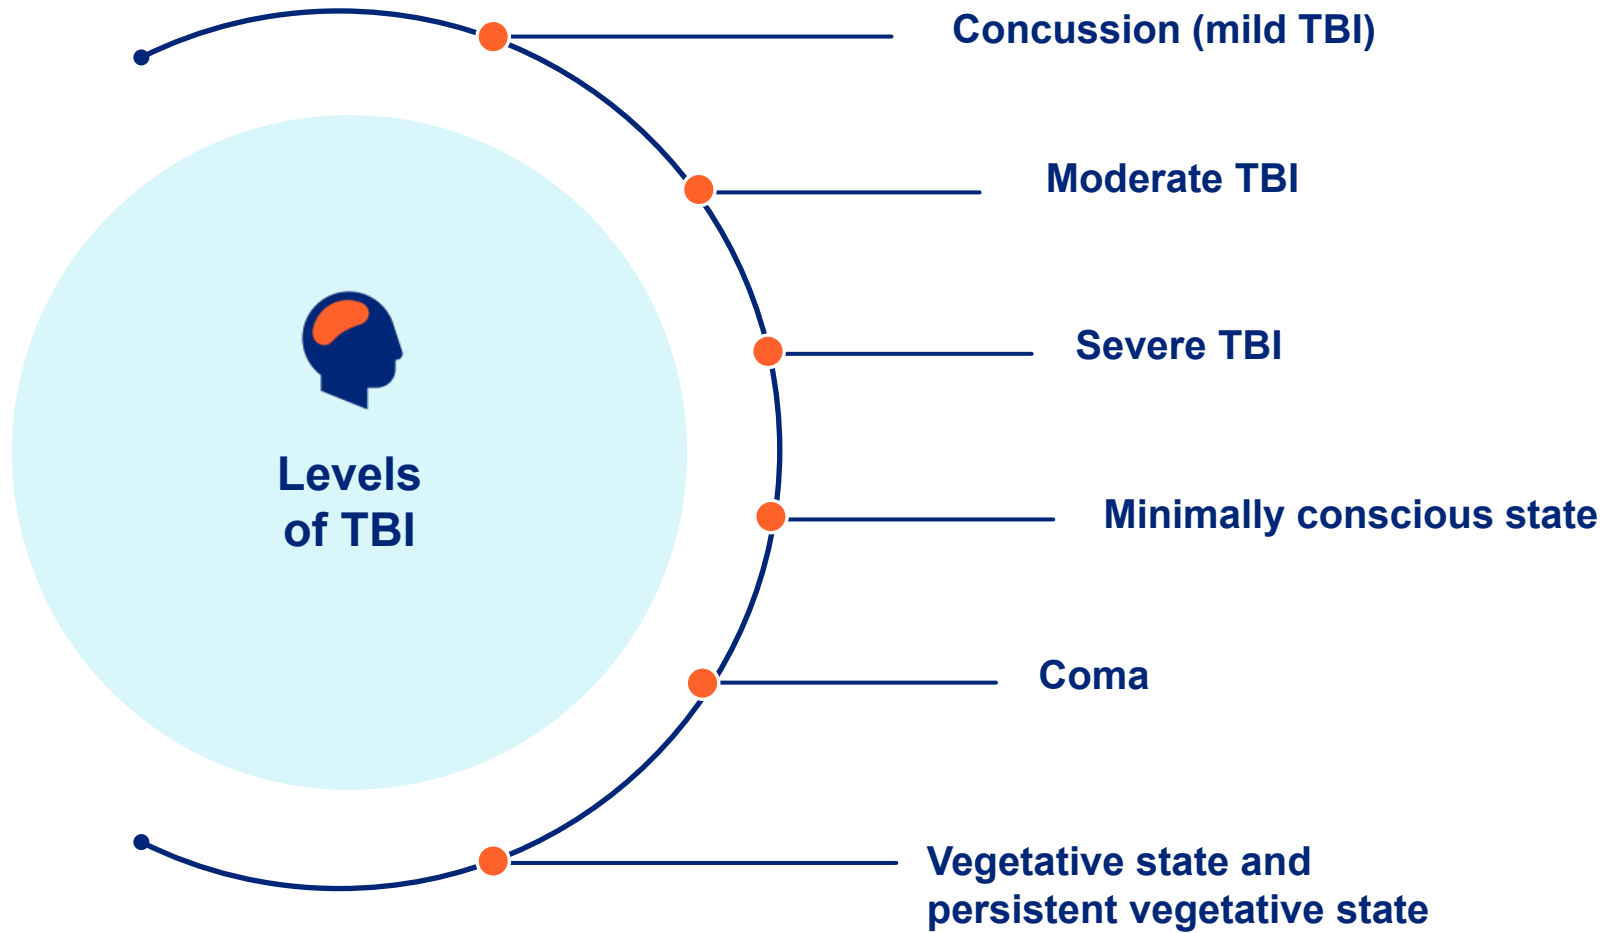 Concussion (mild TBI)
Moderate TBI
Severe TBI
Levels
of TBI
Minimally conscious state
Coma
Vegetative state and
persistent vegetative state